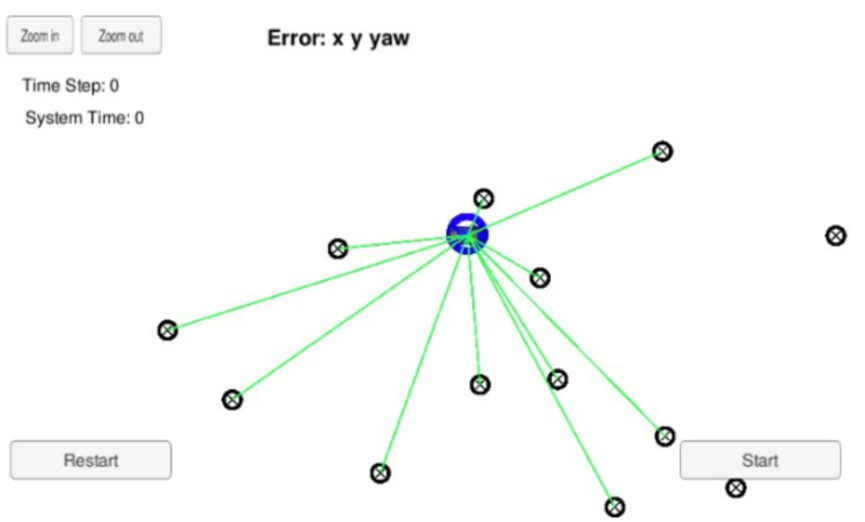 Zoom in
Zoom out
Error: x y yaw
Time Step: 0
System Time: 0
Restart
Start